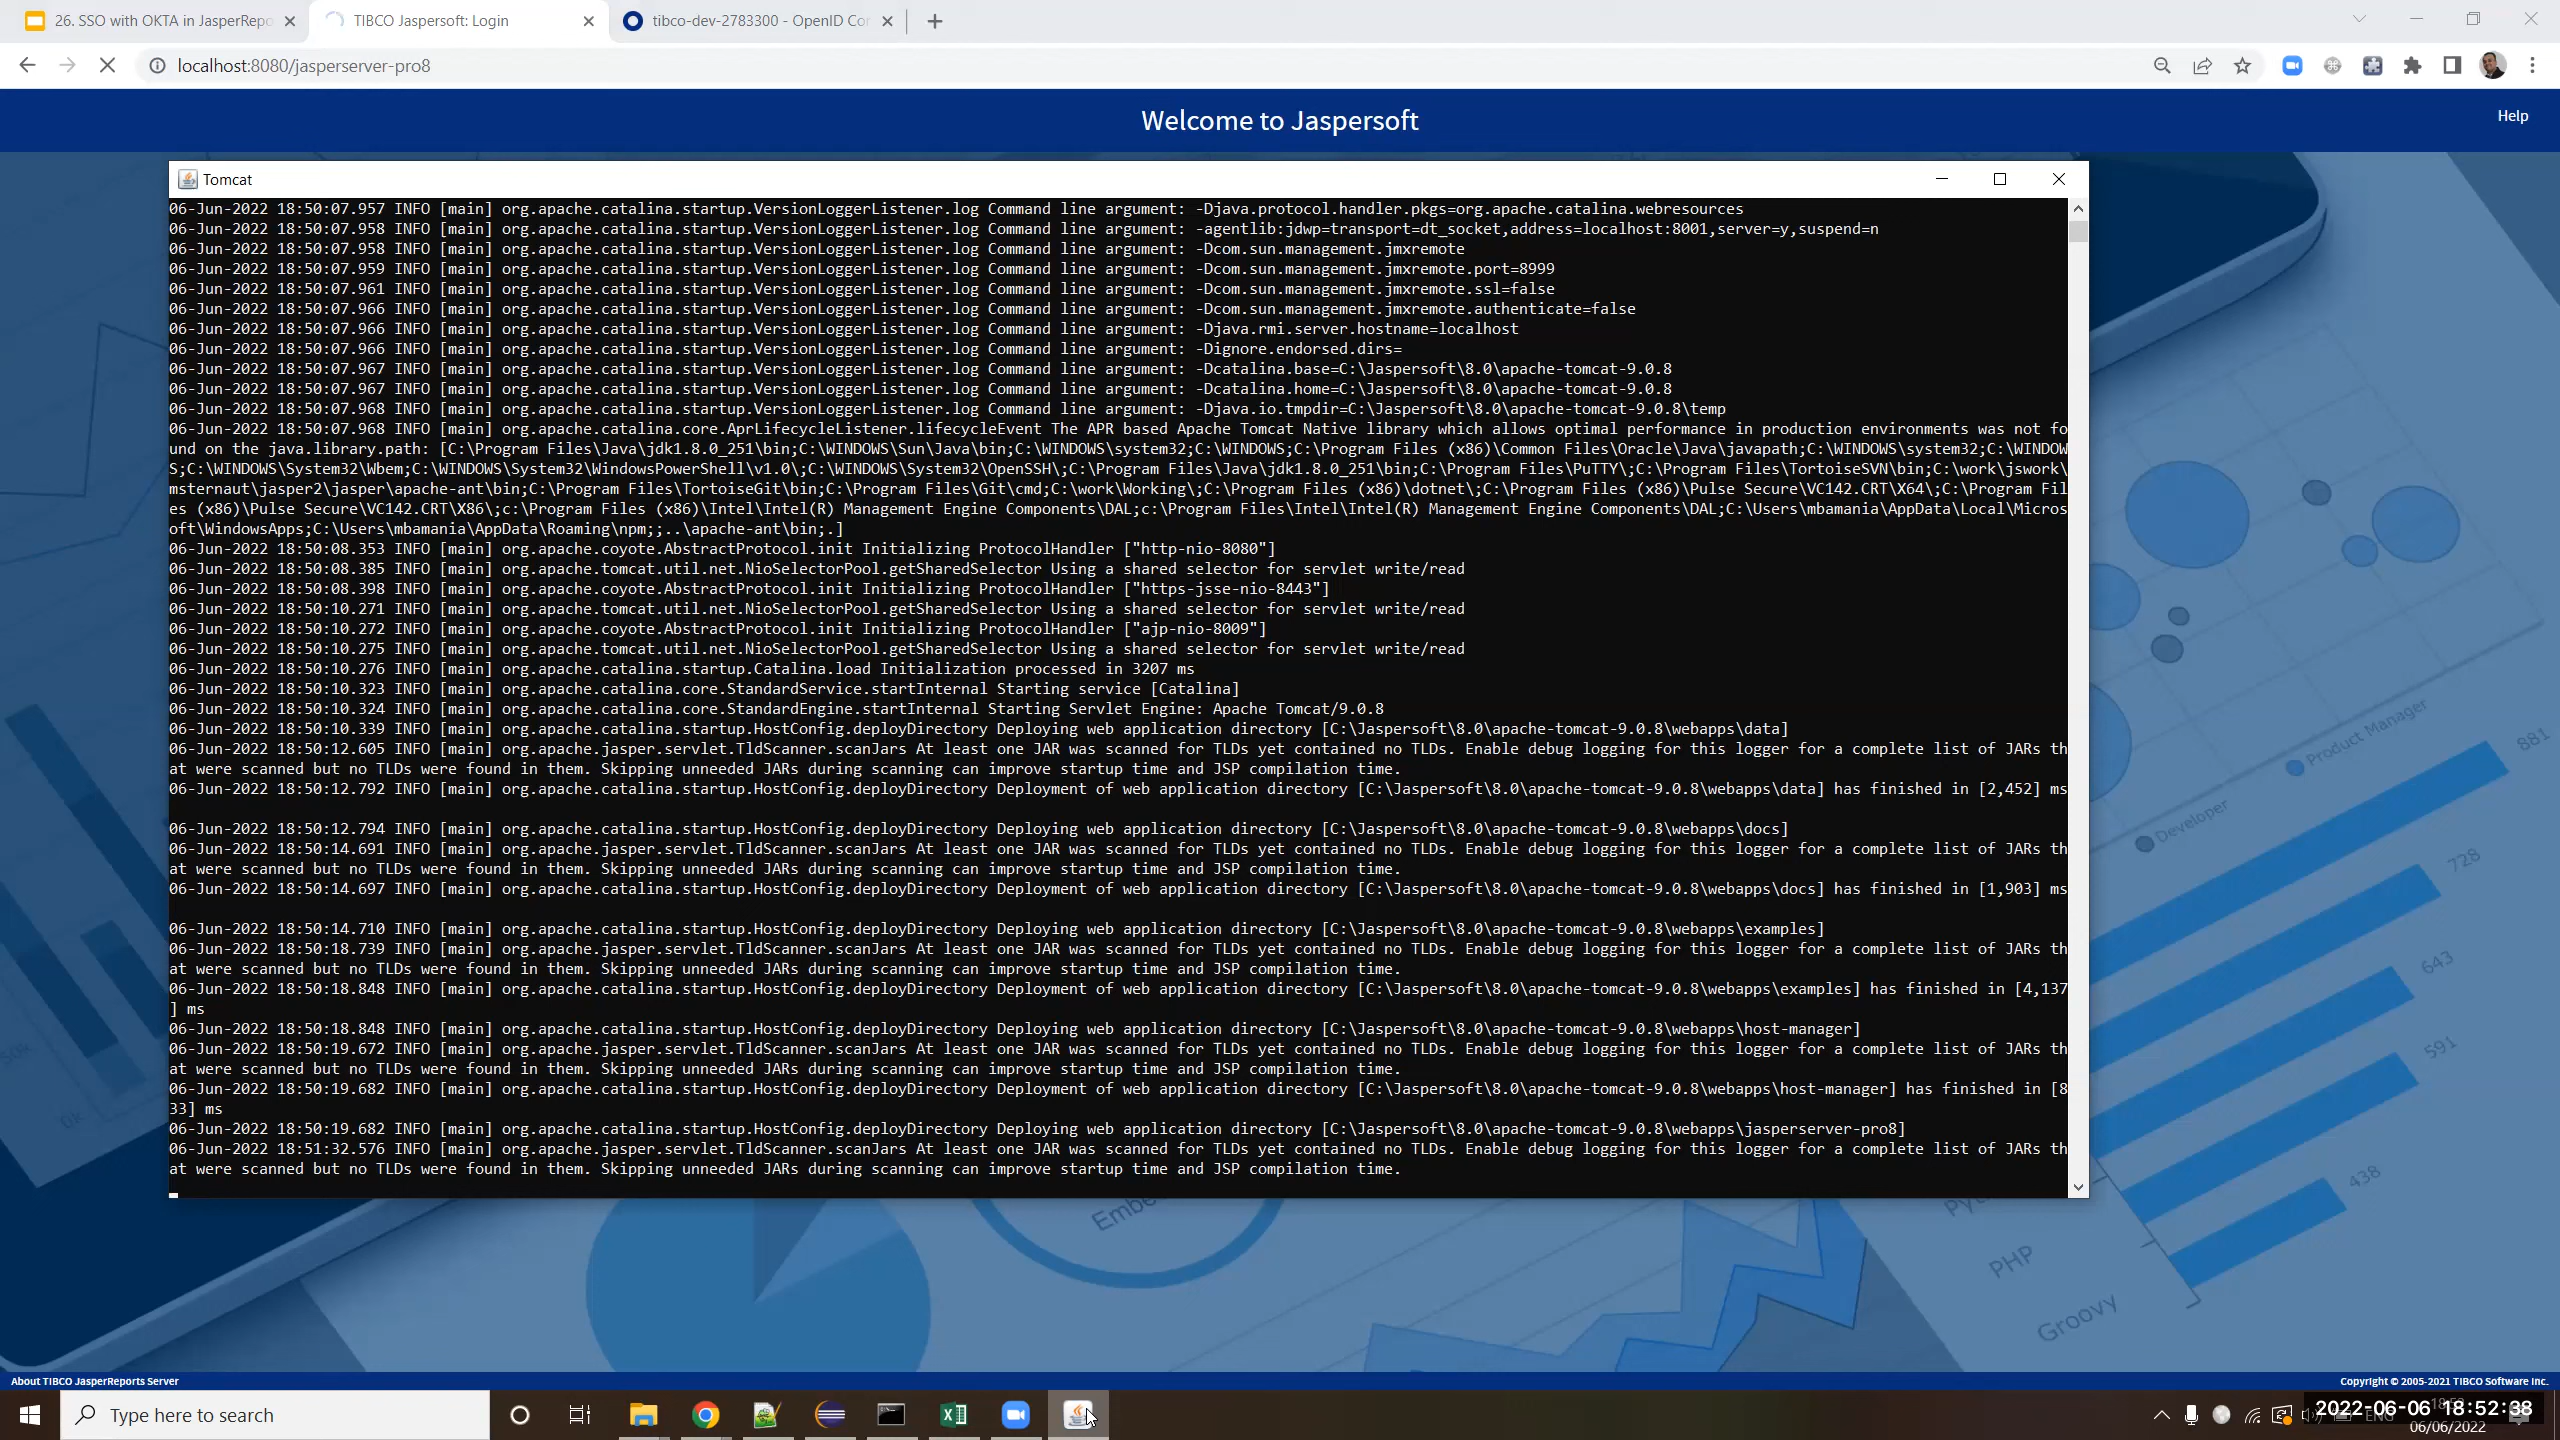 26. SSO with OKTA in JasperRepo
TIBCO Jaspersoft: Login
tibco-dev-2783300 - OpenID Co
localhost:8080/jasperserver-pro8
Welcome to Jaspersoft
Help
Tomcat
06-Jun-2022 18:50:07.957 INFO [main] org.apache.catalina.startup.VersionLoggerListener.log Command line argument: -Djava.protocol.handler.pkgs=org.apache.catalina.webresources
06-Jun-2022 18:50:07.958 INFO [main] org.apache.catalina.startup.VersionLoggerListener.log Command line argument: -agentlib:jdwp=transport=dt_socket,address=localhost:8001,server=y,suspend=n
06-Jun-2022 18:50:07.958 INFO [main] org.apache.catalina.startup.VersionLoggerListener.log Command line argument: -Dcom.sun.management.jmxremote
06-Jun-2022 18:50:07.959 INFO [main] org.apache.catalina.startup.VersionLoggerListener.log Command line argument: -Dcom.sun.management.jmxremote.port=8999
06-Jun-2022 18:50:07.961 INFO [main] org.apache.catalina.startup.VersionLoggerListener.log Command line argument: -Dcom.sun.management.jmxremote.ssl=false
06-Jun-2022 18:50:07.966 INFO [main] org.apache.catalina.startup.VersionLoggerListener.log Command line argument: -Dcom.sun.management.jmxremote.authenticate=false
06-Jun-2022 18:50:07.966 INFO [main] org.apache.catalina.startup.VersionLoggerListener.log Command line argument: -Djava.rmi.server.hostname=localhost
06-Jun-2022 18:50:07.966 INFO [main] org.apache.catalina.startup.VersionLoggerListener.log Command line argument: -Dignore.endorsed.dirs=
06-Jun-2022 18:50:07.967 INFO [main] org.apache.catalina.startup.VersionLoggerListener.log Command line argument: -Dcatalina.base=C:\Jaspersoft\8.0\apache-tomcat-9.0.8
06-Jun-2022 18:50:07.967 INFO [main] org.apache.catalina.startup.VersionLoggerListener.log Command line argument: -Dcatalina.home=C:\Jaspersoft\8.0\apache-tomcat-9.0.8
06-Jun-2022 18:50:07.968 INFO [main] org.apache.catalina.startup.VersionLoggerListener.log Command line argument: -Djava.io.tmpdir=C:\Jaspersoft\8.0\apache-tomcat-9.0.8\temp
06-Jun-2022 18:50:07.968 INFO [main] org.apache.catalina.core.AprLifecycleListener.lifecycleEvent The APR based Apache Tomcat Native library which allows optimal performance in production environments was not fo
und on the java.library.path: [C:\Program Files\Java\jdk1.8.0_251\bin;C:\WINDOWS\Sun\Java\bin;C:\WINDOWS\system32;C:\WINDOWS;C:\Program Files (x86)\Common Files\Oracle\Java\javapath;C:\WINDOWS\system32;C:\WINDOW
S;C:\WINDOWS\System32\Wbem;C:\WINDOWS\System32\WindowsPowerShell\v1.0\;C:\WINDOWS\System32\OpenSSH\;C:\Program Files\Java\jdk1.8.0_251\bin;C:\Program Files\PuTTY\;C:\Program Files\TortoiseSVN\bin;C:\work\jswork\
msternaut\jasper2\jasper\apache-ant\bin;C:\Program Files\TortoiseGit\bin;C:\Program Files\Git\cmd;C:\work\Working\;C:\Program Files (x86)\dotnet\;C:\Program Files (x86)\Pulse Secure\VC142.CRT\X64\;C:\Program Fil
es (x86)\Pulse Secure\VC142.CRT\X86\;c:\Program Files (x86)\Intel\Intel(R) Management Engine Components\DAL;c:\Program Files\Intel\Intel(R) Management Engine Components\DAL;C:\Users\mbamania\AppData\Local\Micros
oft\WindowsApps;C:\Users\mbamania\AppData\Roaming\npm;;..\apache-ant\bin;.]
06-Jun-2022 18:50:08.353 INFO [main] org.apache.coyote.AbstractProtocol.init Initializing ProtocolHandler ["http-nio-8080"]
06-Jun-2022 18:50:08.385 INFO [main] org.apache.tomcat.util.net.NioSelectorPool.getSharedSelector Using a shared selector for servlet write/read
06-Jun-2022 18:50:08.398 INFO [main] org.apache.coyote.AbstractProtocol.init Initializing ProtocolHandler ["https-jsse-nio-8443"]
06-Jun-2022 18:50:10.271 INFO [main] org.apache.tomcat.util.net.NioSelectorPool.getSharedSelector Using a shared selector for servlet write/read
06-Jun-2022 18:50:10.272 INFO [main] org.apache.coyote.AbstractProtocol.init Initializing ProtocolHandler ["ajp-nio-8009"]
06-Jun-2022 18:50:10.275 INFO [main] org.apache.tomcat.util.net.NioSelectorPool.getSharedSelector Using a shared selector for servlet write/read
06-Jun-2022 18:50:10.276 INFO [main] org.apache.catalina.startup.Catalina.load Initialization processed in 3207 ms
06-Jun-2022 18:50:10.323 INFO [main] org.apache.catalina.core.StandardService.startInternal Starting service [Catalina]
06-Jun-2022 18:50:10.324 INFO [main] org.apache.catalina.core.StandardEngine.startInternal Starting Servlet Engine: Apache Tomcat/9.0.8
06-Jun-2022 18:50:10.339 INFO [main] org.apache.catalina.startup.HostConfig.deployDirectory Deploying web application directory [C:\Jaspersoft\8.0\apache-tomcat-9.0.8\webapps\data]
06-Jun-2022 18:50:12.605 INFO [main] org.apache.jasper.servlet.TldScanner.scanJars At least one JAR was scanned for TLDs yet contained no TLDs. Enable debug logging for this logger for a complete list of JARs th
at were scanned but no TLDs were found in them. Skipping unneeded JARs during scanning can improve startup time and JSP compilation time.
06-Jun-2022 18:50:12.792 INFO [main] org.apache.catalina.startup.HostConfig.deployDirectory Deployment of web application directory [C:\Jaspersoft\8.0\apache-tomcat-9.0.8\webapps\data] has finished in [2,452] ms
06-Jun-2022 18:50:12.794 INFO [main] org.apache.catalina.startup.HostConfig.deployDirectory Deploying web application directory [C:\Jaspersoft\8.0\apache-tomcat-9.0.8\webapps\docs]
06-Jun-2022 18:50:14.691 INFO [main] org.apache.jasper.servlet.TldScanner.scanJars At least one JAR was scanned for TLDs yet contained no TLDs. Enable debug logging for this logger for a complete list of JARs th
at were scanned but no TLDs were found in them. Skipping unneeded JARs during scanning can improve startup time and JSP compilation time.
06-Jun-2022 18:50:14.697 INFO [main] org.apache.catalina.startup.HostConfig.deployDirectory Deployment of web application directory [C:\Jaspersoft\8.0\apache-tomcat-9.0.8\webapps\docs] has finished in [1,903] ms
06-Jun-2022 18:50:14.710 INFO [main] org.apache.catalina.startup.HostConfig.deployDirectory Deploying web application directory [C:\Jaspersoft\8.0\apache-tomcat-9.0.8\webapps\examples]
06-Jun-2022 18:50:18.739 INFO [main] org.apache.jasper.servlet.TldScanner.scanJars At least one JAR was scanned for TLDs yet contained no TLDs. Enable debug logging for this logger for a complete list of JARs th
at were scanned but no TLDs were found in them. Skipping unneeded JARs during scanning can improve startup time and JSP compilation time.
06-Jun-2022 18:50:18.848 INFO [main] org.apache.catalina.startup.HostConfig.deployDirectory Deployment of web application directory [C:\Jaspersoft\8.0\apache-tomcat-9.0.8\webapps\examples] has finished in [4,137
] ms
06-Jun-2022 18:50:18.848 INFO [main] org.apache.catalina.startup.HostConfig.deployDirectory Deploying web application directory [C:\Jaspersoft\8.0\apache-tomcat-9.0.8\webapps\host-manager]
06-Jun-2022 18:50:19.672 INFO [main] org.apache.jasper.servlet.TldScanner.scanJars At least one JAR was scanned for TLDs yet contained no TLDs. Enable debug logging for this logger for a complete list of JARs th
at were scanned but no TLDs were found in them. Skipping unneeded JARs during scanning can improve startup time and JSP compilation time.
06-Jun-2022 18:50:19.682 INFO [main] org.apache.catalina.startup.HostConfig.deployDirectory Deployment of web application directory [C:\Jaspersoft\8.0\apache-tomcat-9.0.8\webapps\host-manager] has finished in [8
33] ms
06-Jun-2022 18:50:19.682 INFO [main] org.apache.catalina.startup.HostConfig.deployDirectory Deploying web application directory [C:\Jaspersoft\8.0\apache-tomcat-9.0.8\webapps\jasperserver-pro8]
06-Jun-2022 18:51:32.576 INFO [main] org.apache.jasper.servlet.TldScanner.scanJars At least one JAR was scanned for TLDs yet contained no TLDs. Enable debug logging for this logger for a complete list of JARs th
at were scanned but no TLDs were found in them. Skipping unneeded JARs during scanning can improve startup time and JSP compilation time.
Product Manager
881
Developer
728
643
591
438
50k
0k
Embe
PHP
Groovy
About TIBCO JasperReports Server
Copyright © 2005-2021 TIBCO Software Inc.
Type here to search
2022-06-06 18:52:38
06/06/2022